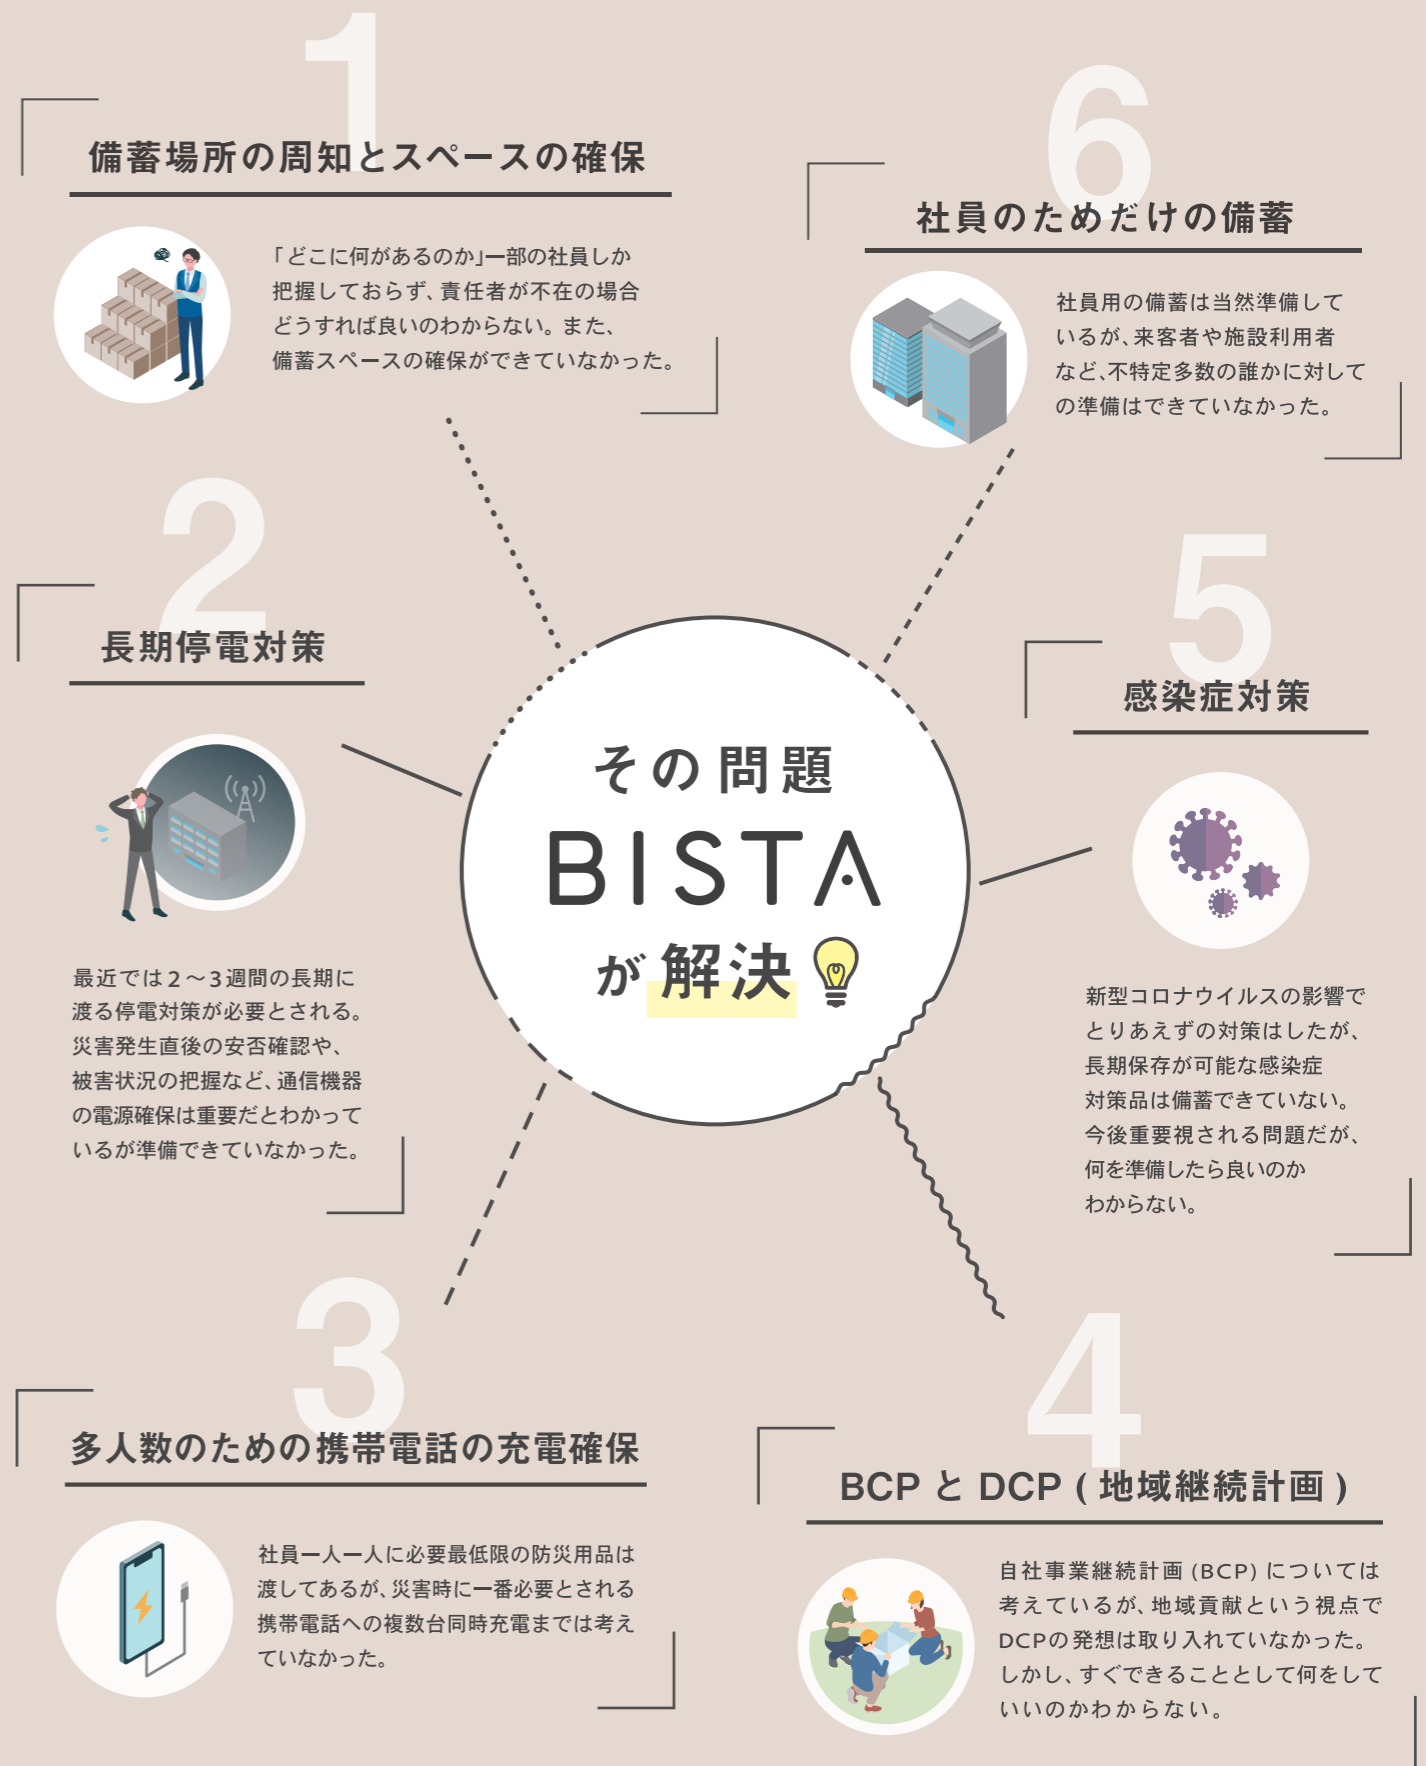 1
備蓄場所の周知とスペースの確保
「どこに何があるのか」一部の社員しか
把握しておらず、責任者が不在の場合
どうすれば良いのわからない。また、
備蓄スペースの確保ができていなかった。
2
長期停電対策
最近では2〜3週間の長期に
渡る停電対策が必要とされる。
災害発生直後の安否確認や、
被害状況の把握など、通信機器
の電源確保は重要だとわかって
いるが準備できていなかった。
3
多人数のための携帯電話の充電確保
社員一人一人に必要最低限の防災用品は
渡してあるが、災害時に一番必要とされる
携帯電話への複数台同時充電までは考え
ていなかった。
その問題
BISTA
が解決
4
BCP と DCP ( 地域継続計画 )
自社事業継続計画 (BCP) については
考えているが、地域貢献という視点で
DCPの発想は取り入れていなかった。
しかし、すぐできることとして何をして
いいのかわからない。
5
感染症対策
新型コロナウイルスの影響で
とりあえずの対策はしたが、
長期保存が可能な感染症
対策品は備蓄できていない。
今後重要視される問題だが、
何を準備したら良いのか
わからない。
6
社員のためだけの備蓄
社員用の備蓄は当然準備して
いるが、来客者や施設利用者
など、不特定多数の誰かに対して
の準備はできていなかった。